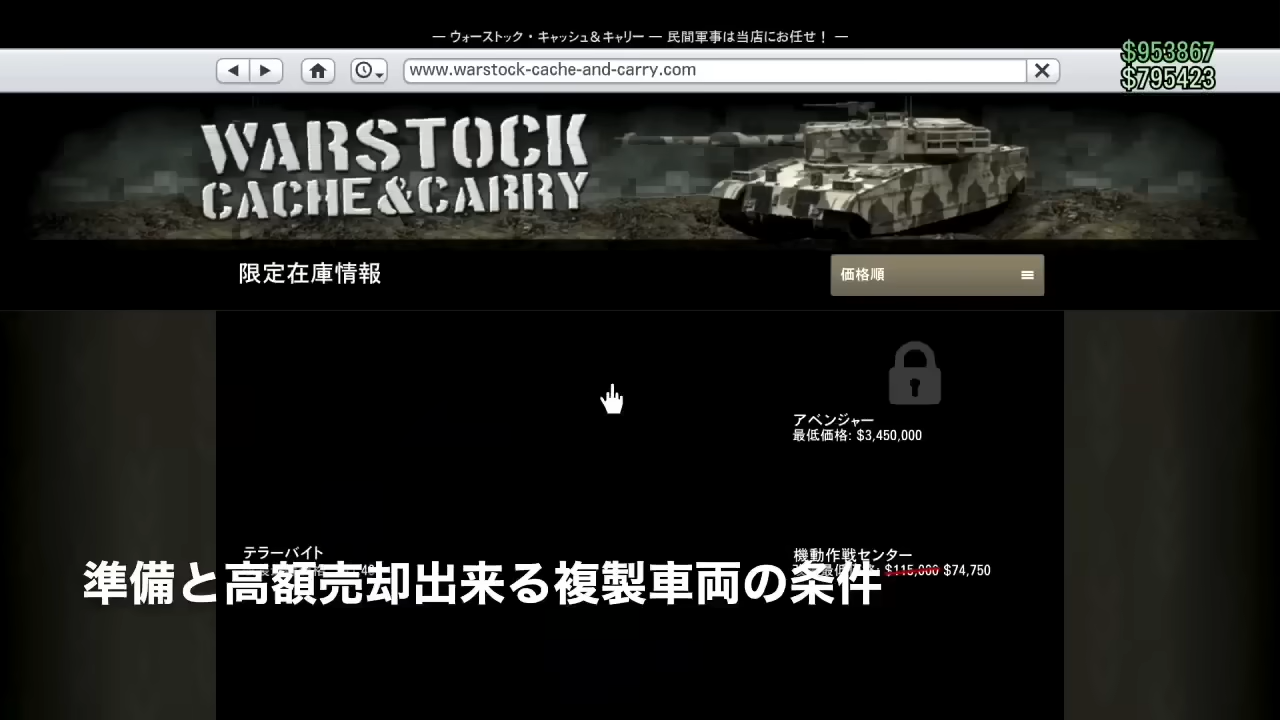 — ウォーストック・キャッシュ＆キャリー — 民間軍事は当店にお任せ！ —
$953867
www.warstock-cache-and-carry.com
$795423
WARSTOCK
CACHE&CARRY
限定在庫情報
価格順
アベンジャー
最低価格: $3,450,000
テラーバイト
機動作戦センター
$115,000 $74,750
準備と高額売却出来る複製車両の条件